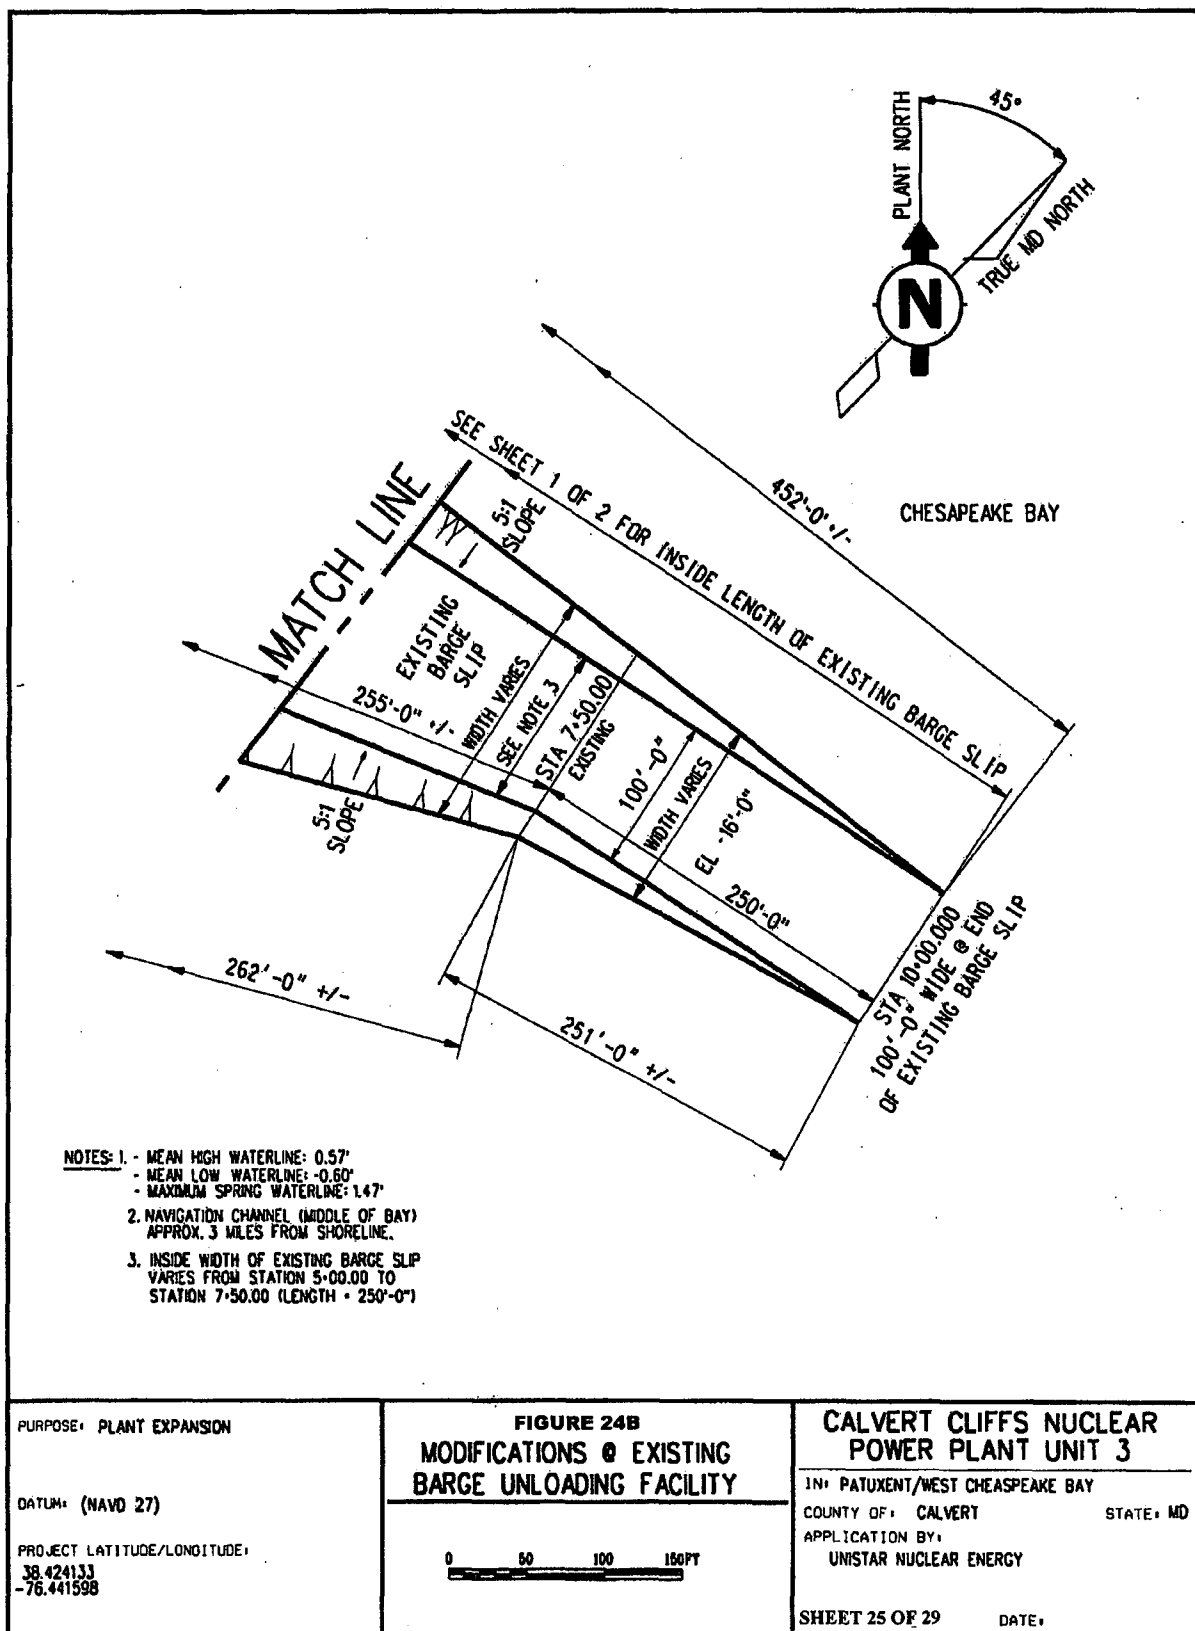 45°
PLANT NORTH
TRUE MD NORTH
N
452'-0" +/-
CHESAPEAKE BAY
SEE SHEET 1 OF 2 FOR INSIDE LENGTH OF EXISTING BARGE SLIP
5:1
SLOPE
MATCH LINE
EXISTING
BARGE
SLIP
255'-0" +/-
WIDTH VARIES
SEE NOTE 3
STA 7+50.00
EXISTING
100'-0"
WIDTH VARIES
EL -16'-0"
250'-0"
5:1
SLOPE
STA 10+00.000
100'-0" WIDE @ END
OF EXISTING BARGE SLIP
262'-0" +/-
251'-0" +/-
NOTES: 1. - MEAN HIGH WATERLINE: 0.57'
- MEAN LOW WATERLINE: -0.60'
- MAXIMUM SPRING WATERLINE: 1.47'
2. NAVIGATION CHANNEL (MIDDLE OF BAY)
APPROX. 3 MILES FROM SHORELINE.
3. INSIDE WIDTH OF EXISTING BARGE SLIP
VARIES FROM STATION 5+00.00 TO
STATION 7+50.00 (LENGTH = 250'-0")
PURPOSE: PLANT EXPANSION
DATUM: (NAVD 27)
PROJECT LATITUDE/LONGITUDE:
38.424133
-76.441598
FIGURE 24B
MODIFICATIONS @ EXISTING
BARGE UNLOADING FACILITY
0 50 100 150FT
CALVERT CLIFFS NUCLEAR
POWER PLANT UNIT 3
IN: PATUXENT/WEST CHEASPEAKE BAY
COUNTY OF: CALVERT STATE: MD
APPLICATION BY:
UNISTAR NUCLEAR ENERGY
SHEET 25 OF 29 DATE: